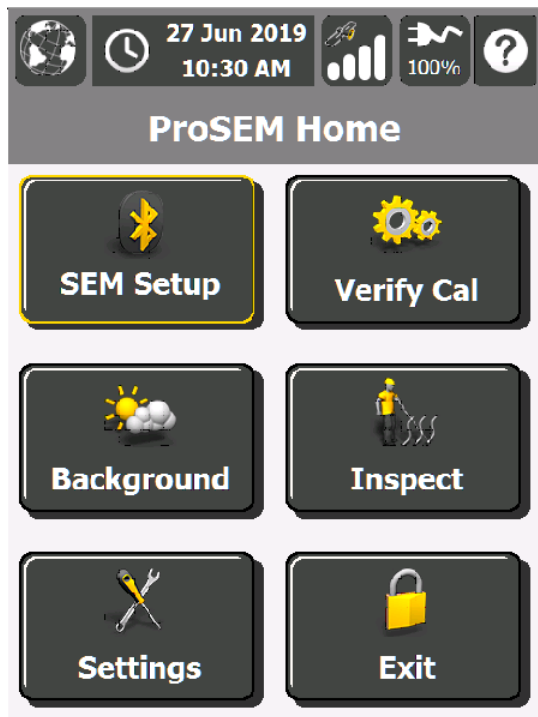 27 Jun 2019
10:30 AM
100%
?
ProSEM Home
SEM Setup
Verify Cal
Background
Inspect
Settings
Exit